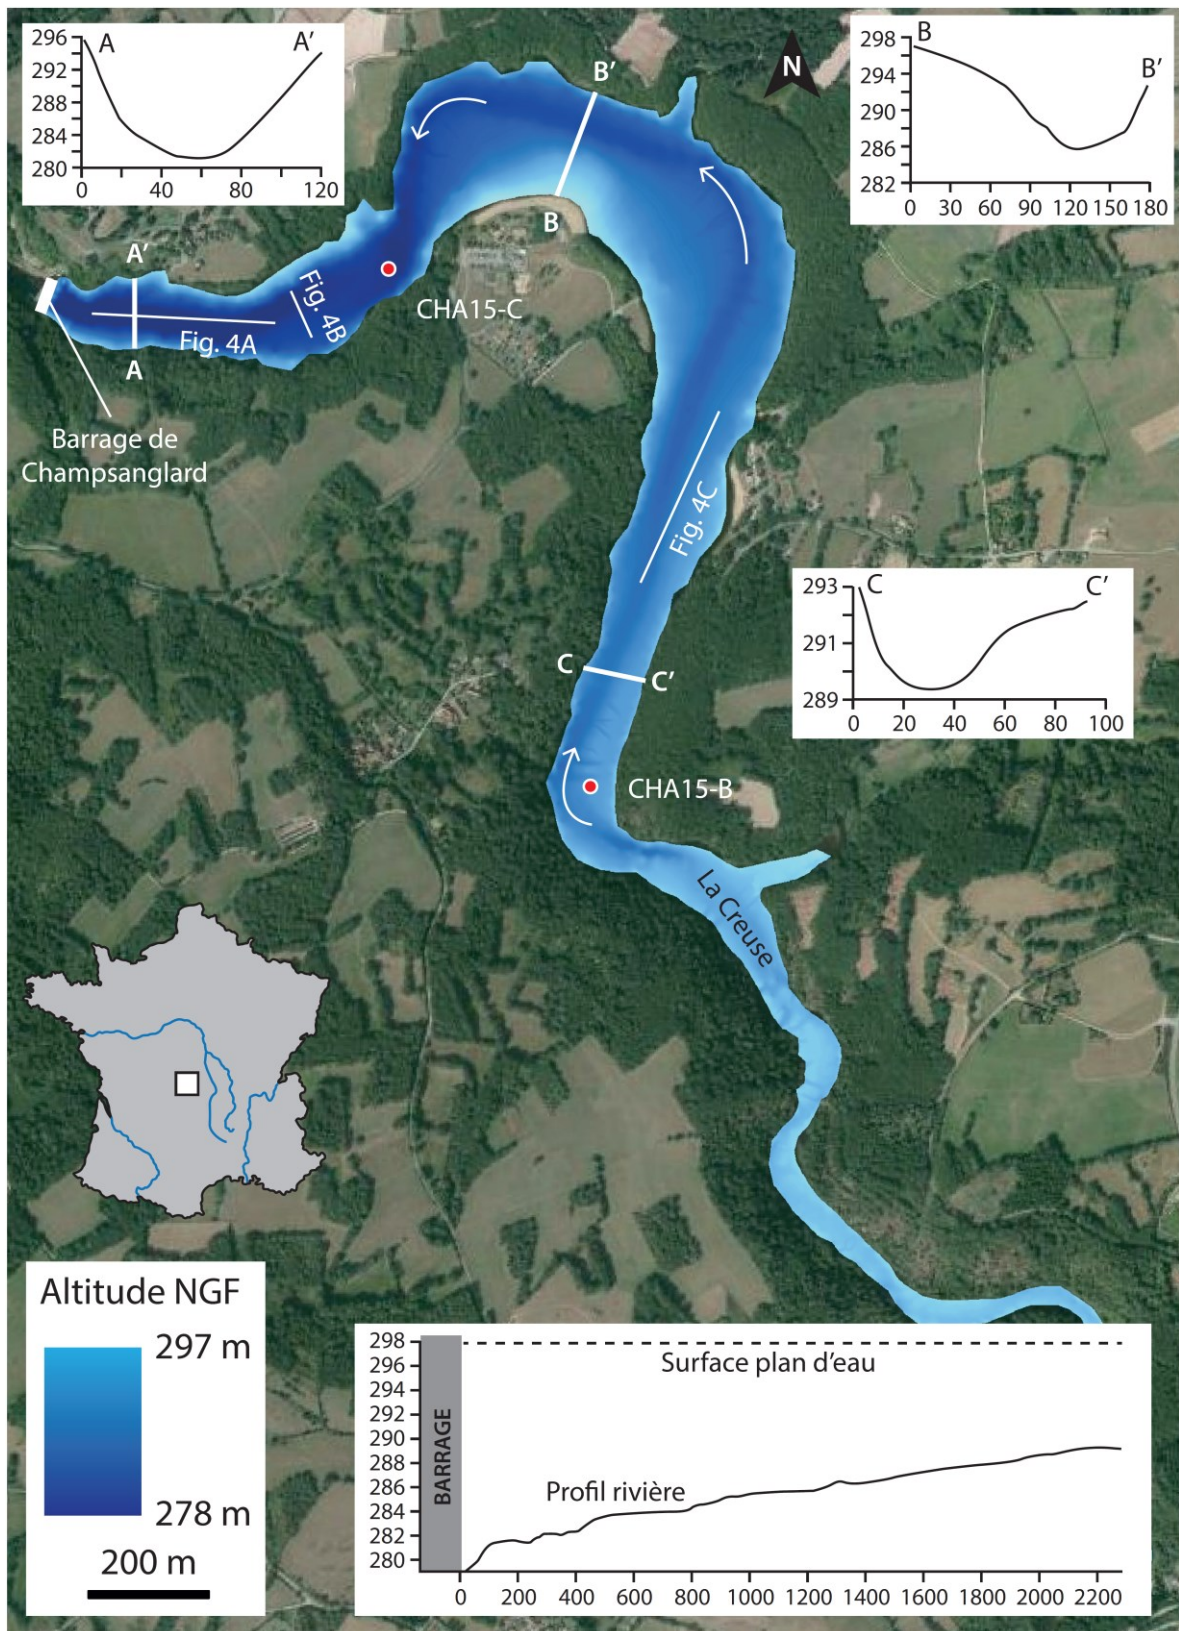 A
A'
296
292
288
284
280
0
40
80
120
B
B'
298
294
290
286
282
0
30
60
90
120
150
180
N
B'
B
A'
A
Fig. 4A
Fig. 4B
CHA15-C
Barrage de
Champsanglard
Fig. 4C
C
C'
293
291
289
0
20
40
60
80
100
C
C'
CHA15-B
La Creuse
Altitude NGF
297 m
278 m
200 m
298
296
294
292
290
288
286
284
282
280
BARRAGE
Surface plan d'eau
Profil rivière
0
200
400
600
800
1000
1200
1400
1600
1800
2000
2200